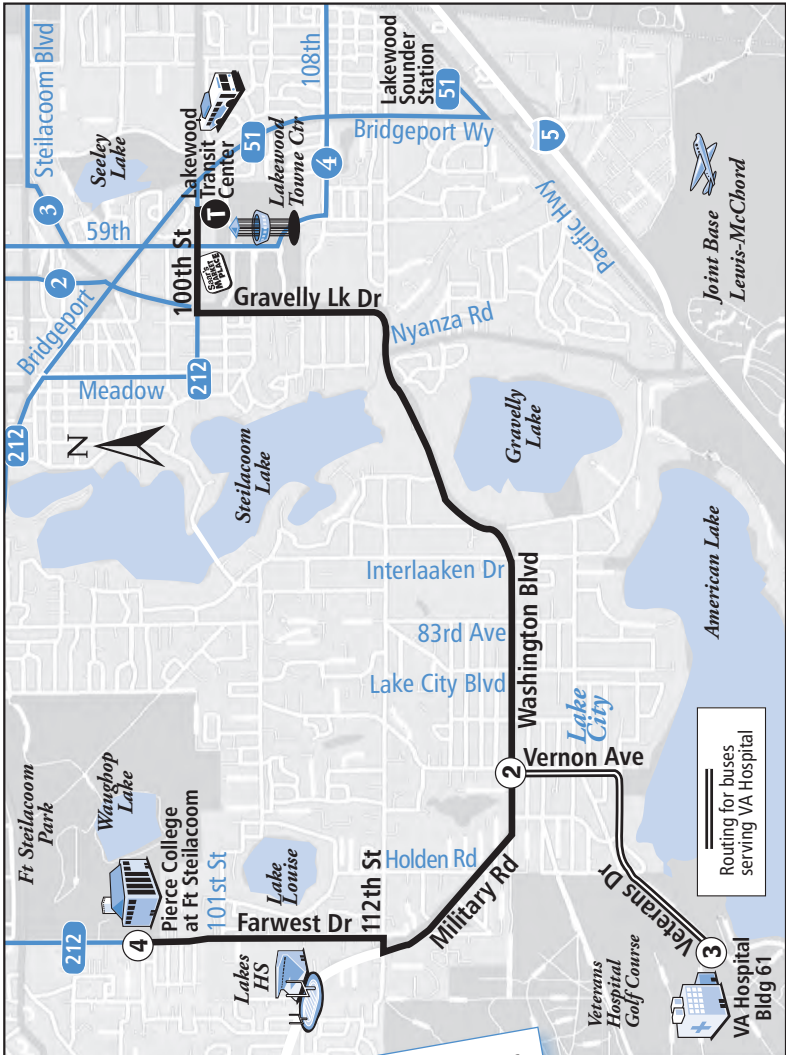 Steilacoom Blvd
3
Seeley
Lake
59th
2
Bridgeport
212
Meadow
212
N
100th St
Lakewood
Transit
Center
T
51
Lakewood
Towne Ctr
108th
4
Lakewood
Sounder
Station
51
Bridgeport Wy
5
Pacific Hwy
Joint Base
Lewis-McChord
Gravelly Lk Dr
Nyanza Rd
Steilacoom
Lake
Gravelly
Lake
Interlaaken Dr
83rd Ave
Lake City Blvd
Washington Blvd
American Lake
Lake
City
2
Vernon Ave
Ft Steilacoom
Park
Waughop
Lake
Pierce College
at Ft Steilacoom
212
4
101st St
Lake
Louise
Farwest Dr
112th St
Holden Rd
Military Rd
Lakes
HS
Veterans Dr
Veterans
Hospital
Golf Course
3
VA Hospital
Bldg 61
Routing for buses
serving VA Hospital